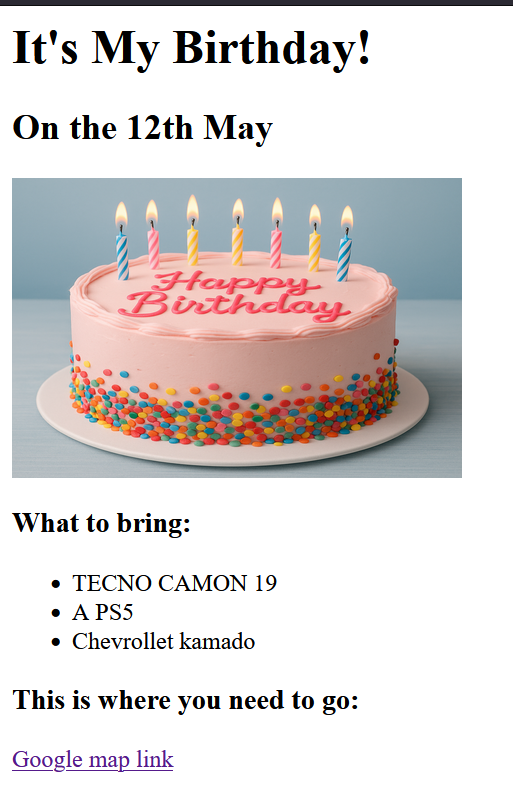 It's My Birthday!
On the 12th May
Happy
Birthday
What to bring:
TECNO CAMON 19
A PS5
Chevrollet kamado
This is where you need to go:
Google map link